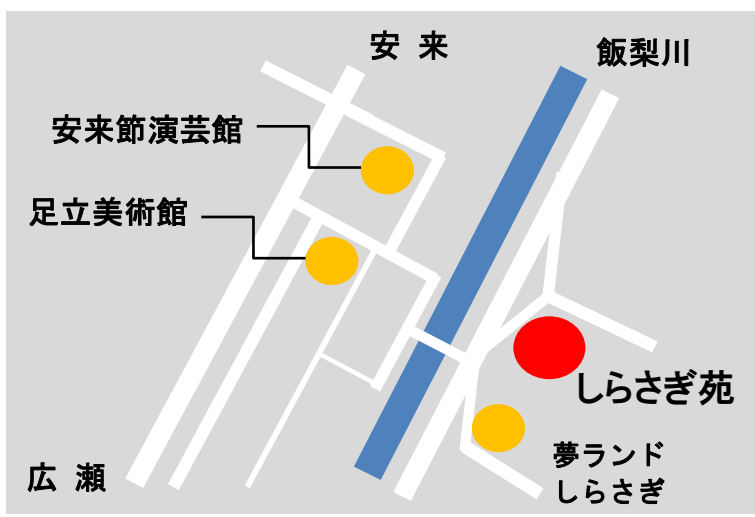 安 来
飯梨川
安来節演芸館
足立美術館
しらさぎ苑
夢ランド
しらさぎ
広 瀬